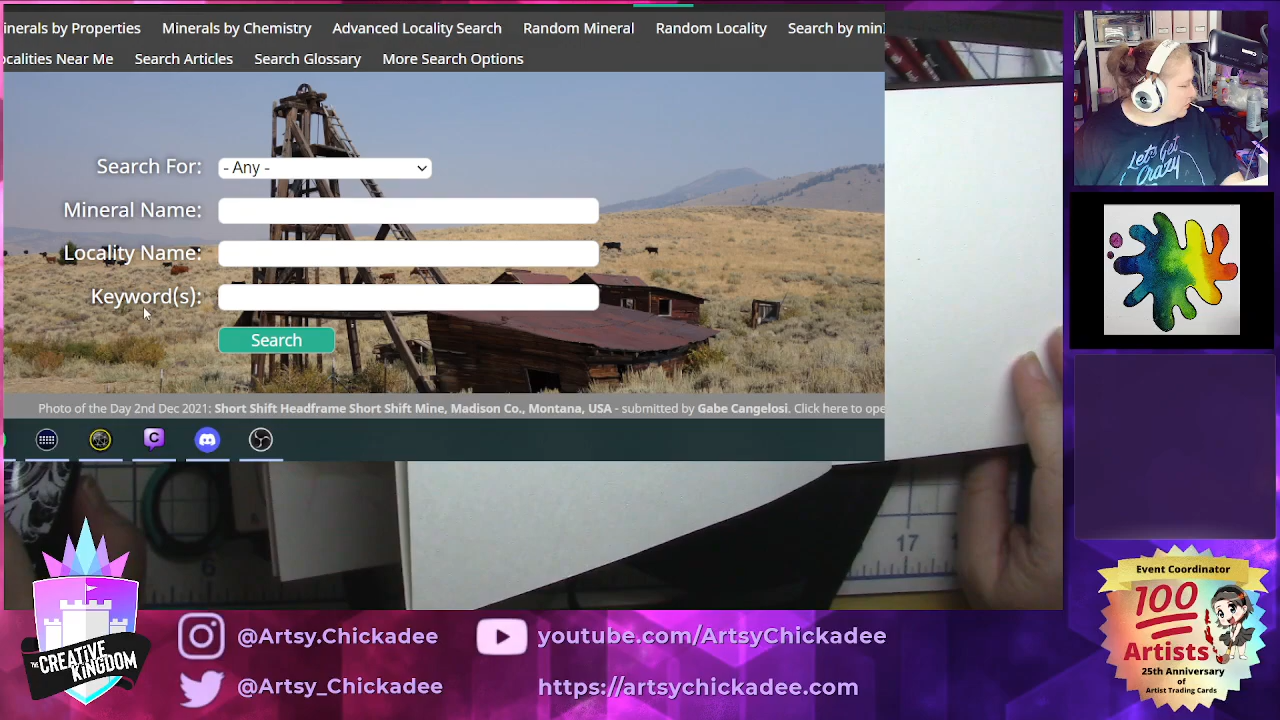 inerals by Properties Minerals by Chemistry Advanced Locality Search Random Mineral Random Locality Search by min
ocalities Near Me Search Articles Search Glossary More Search Options
Search For: - Any -
Mineral Name:
Locality Name:
Keyword(s):
Search
Photo of the Day 2nd Dec 2021: Short Shift Headframe Short Shift Mine, Madison Co., Montana, USA - submitted by Gabe Cangelosi. Click here to ope
Let's Get
Crazy
6
17
THE CREATIVE
KINGDOM
@Artsy.Chickadee
youtube.com/ArtsyChickadee
@Artsy_Chickadee
https://artsychickadee.com
Event Coordinator
100
Artists
25th Anniversary
of
Artist Trading Cards